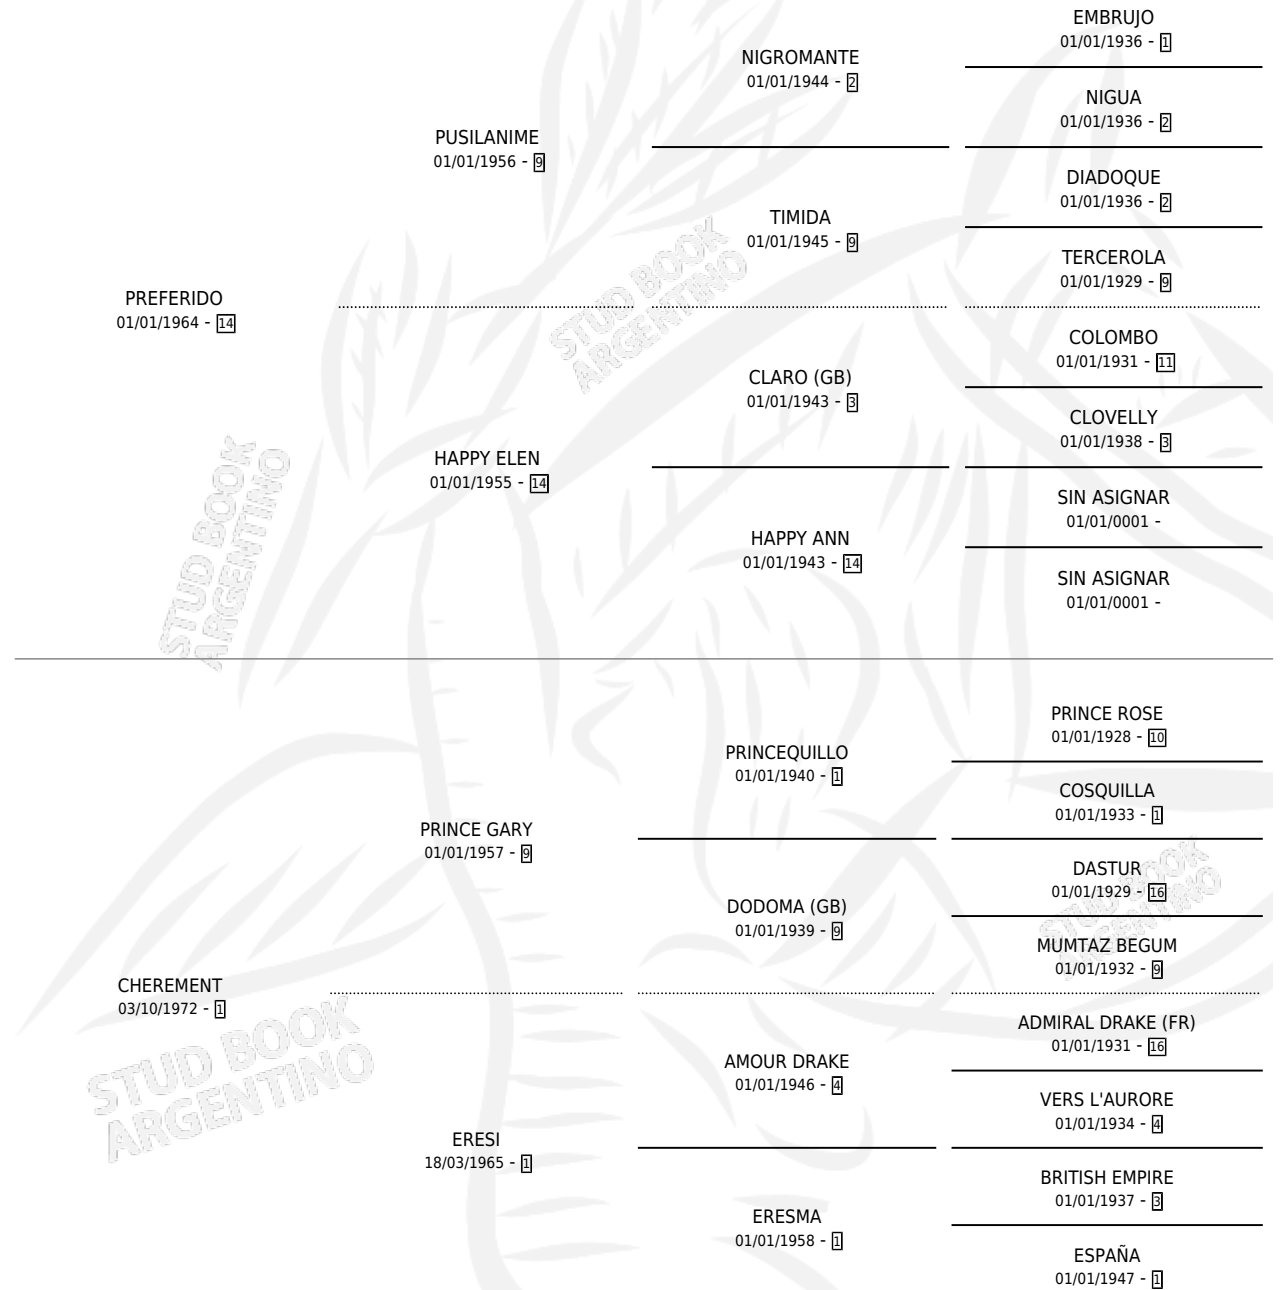 EMBRUJO
01/01/1936 - 1
NIGROMANTE
01/01/1944 - 2
NIGUA
01/01/1936 - 2
PUSILANIME
01/01/1956 - 9
DIADOQUE
01/01/1936 - 2
TIMIDA
01/01/1945 - 9
TERCEROLA
01/01/1929 - 9
PREFERIDO
01/01/1964 - 14
COLOMBO
01/01/1931 - 11
CLARO (GB)
01/01/1943 - 3
CLOVELLY
01/01/1938 - 3
HAPPY ELEN
01/01/1955 - 14
SIN ASIGNAR
01/01/0001 -
HAPPY ANN
01/01/1943 - 14
SIN ASIGNAR
01/01/0001 -
STUD BOOK
ARGENTINO
STUD BOOK
ARGENTINO
PRINCE ROSE
01/01/1928 - 10
PRINCEQUILLO
01/01/1940 - 1
COSQUILLA
01/01/1933 - 1
PRINCE GARY
01/01/1957 - 9
DASTUR
01/01/1929 - 16
DODOMA (GB)
01/01/1939 - 9
MUMTAZ BEGUM
01/01/1932 - 9
STUD BOOK
ARGENTINO
CHEREMENT
03/10/1972 - 1
ADMIRAL DRAKE (FR)
01/01/1931 - 16
AMOUR DRAKE
01/01/1946 - 4
VERS L'AURORE
01/01/1934 - 4
ERESI
18/03/1965 - 1
BRITISH EMPIRE
01/01/1937 - 3
ERESMA
01/01/1958 - 1
ESPAÑA
01/01/1947 - 1
STUD BOOK
ARGENTINO